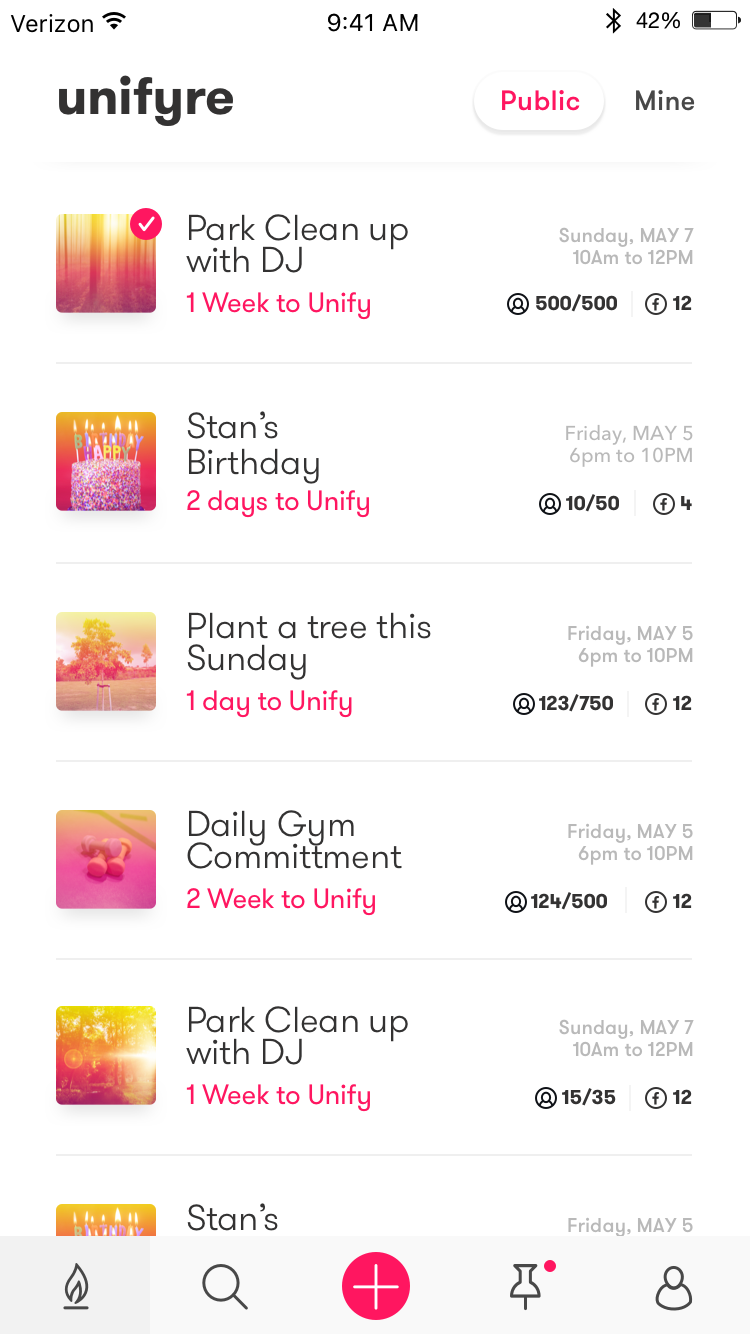 Verizon 9:41 AM 42%
unifyre Public Mine
Park Clean up
with DJ
1 Week to Unify
Sunday, MAY 7
10Am to 12PM
500/500 12
Stan's
Birthday
2 days to Unify
Friday, MAY 5
6pm to 10PM
10/50 4
BIRTHDAY
HAPPY
Plant a tree this
Sunday
1 day to Unify
Friday, MAY 5
6pm to 10PM
123/750 12
Daily Gym
Committment
2 Week to Unify
Friday, MAY 5
6pm to 10PM
124/500 12
Park Clean up
with DJ
1 Week to Unify
Sunday, MAY 7
10Am to 12PM
15/35 12
Stan's
Friday, MAY 5